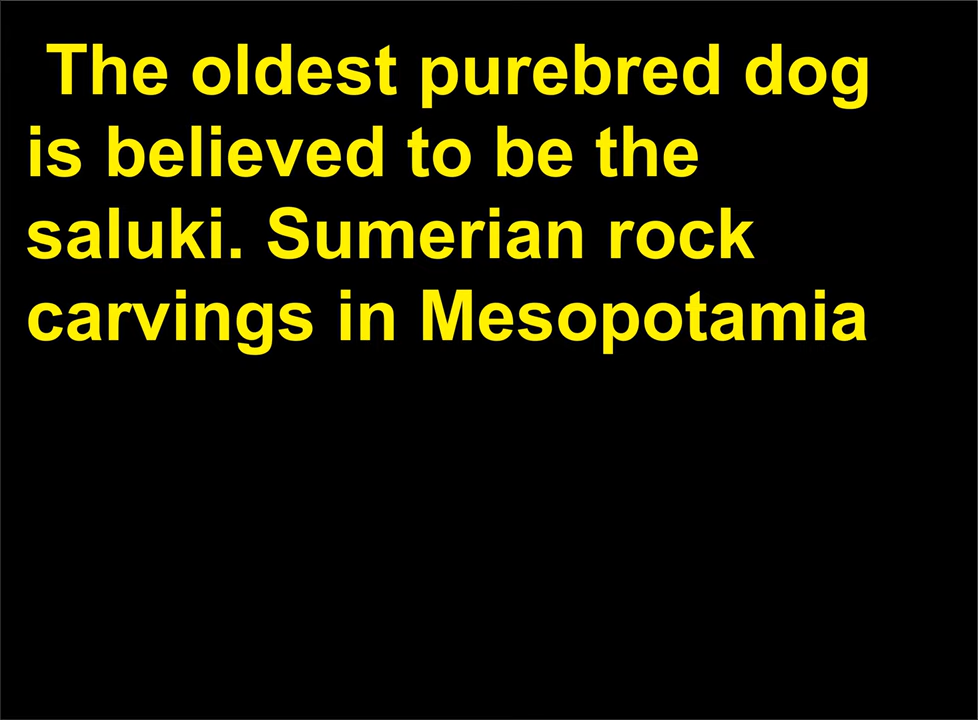 The oldest purebred dog
is believed to be the
saluki. Sumerian rock
carvings in Mesopotamia